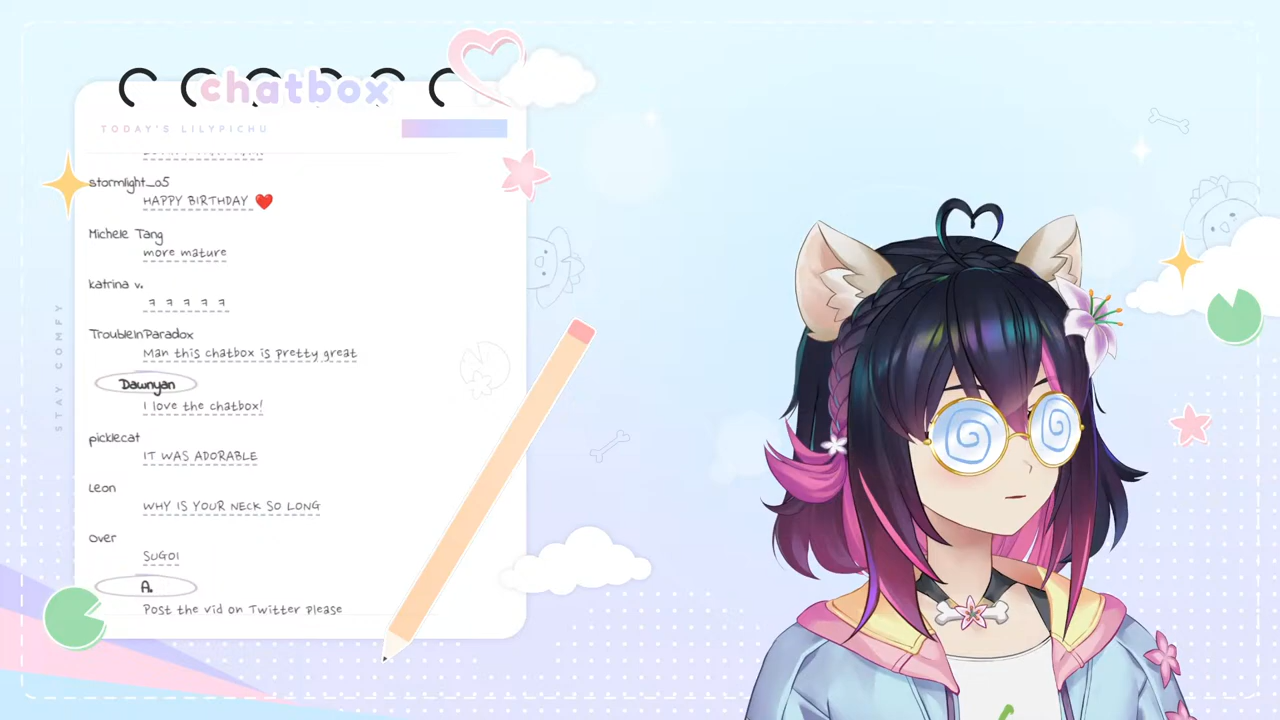 chatbox
TODAY'S LILYPICHU
stormlight_05
HAPPY BIRTHDAY ❤️
Michele Tang
more mature
katrina v.
ㅋ ㅋ ㅋ ㅋ ㅋ
TroubleInParadox
Man this chatbox is pretty great
Dawnyan
I love the chatbox!
picklecat
IT WAS ADORABLE
Leon
WHY IS YOUR NECK SO LONG
over
SUGOI
A.
Post the vid on Twitter please
STAY COMFY